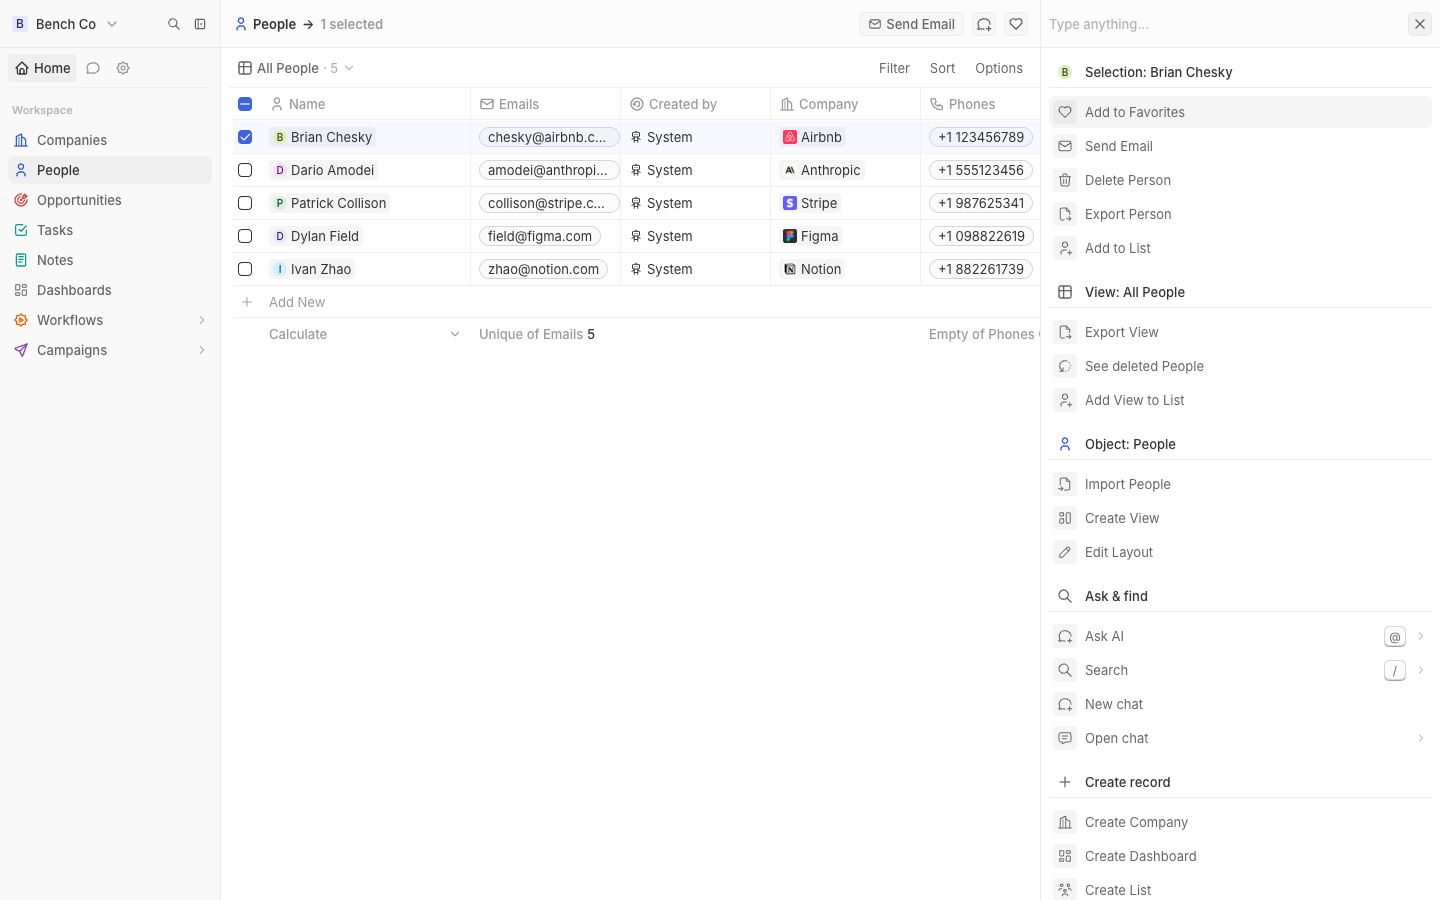 B Bench Co
People → 1 selected
Send Email
Type anything...
Home
Workspace
Companies
People
Opportunities
Tasks
Notes
Dashboards
Workflows
Campaigns
All People · 5
Filter Sort Options
Name Emails Created by Company Phones
B Brian Chesky chesky@airbnb.c... System Airbnb +1 123456789
D Dario Amodei amodei@anthropi... System Anthropic +1 555123456
P Patrick Collison collison@stripe.c... System Stripe +1 987625341
D Dylan Field field@figma.com System Figma +1 098822619
I Ivan Zhao zhao@notion.com System Notion +1 882261739
Add New
Calculate Unique of Emails 5 Empty of Phones
B Selection: Brian Chesky
Add to Favorites
Send Email
Delete Person
Export Person
Add to List
View: All People
Export View
See deleted People
Add View to List
Object: People
Import People
Create View
Edit Layout
Ask & find
Ask AI @
Search /
New chat
Open chat
Create record
Create Company
Create Dashboard
Create List